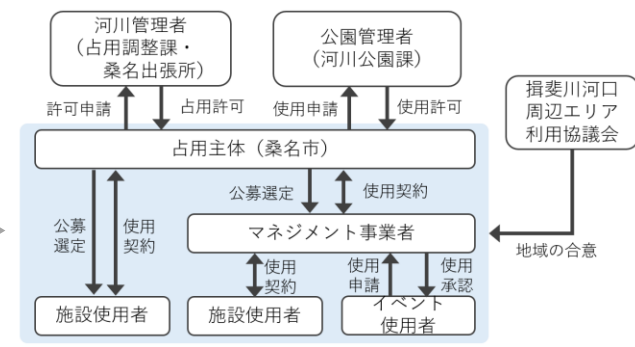 河川管理者
（占用調整課・
桑名出張所）
公園管理者
（河川公園課）
揖斐川河口
周辺エリア
利用協議会
許可申請
占用許可
使用申請
使用許可
占用主体（桑名市）
公募選定
使用契約
公募
選定
使用
契約
マネジメント事業者
地域の合意
使用
契約
使用
申請
使用
承認
施設使用者
施設使用者
イベント
使用者